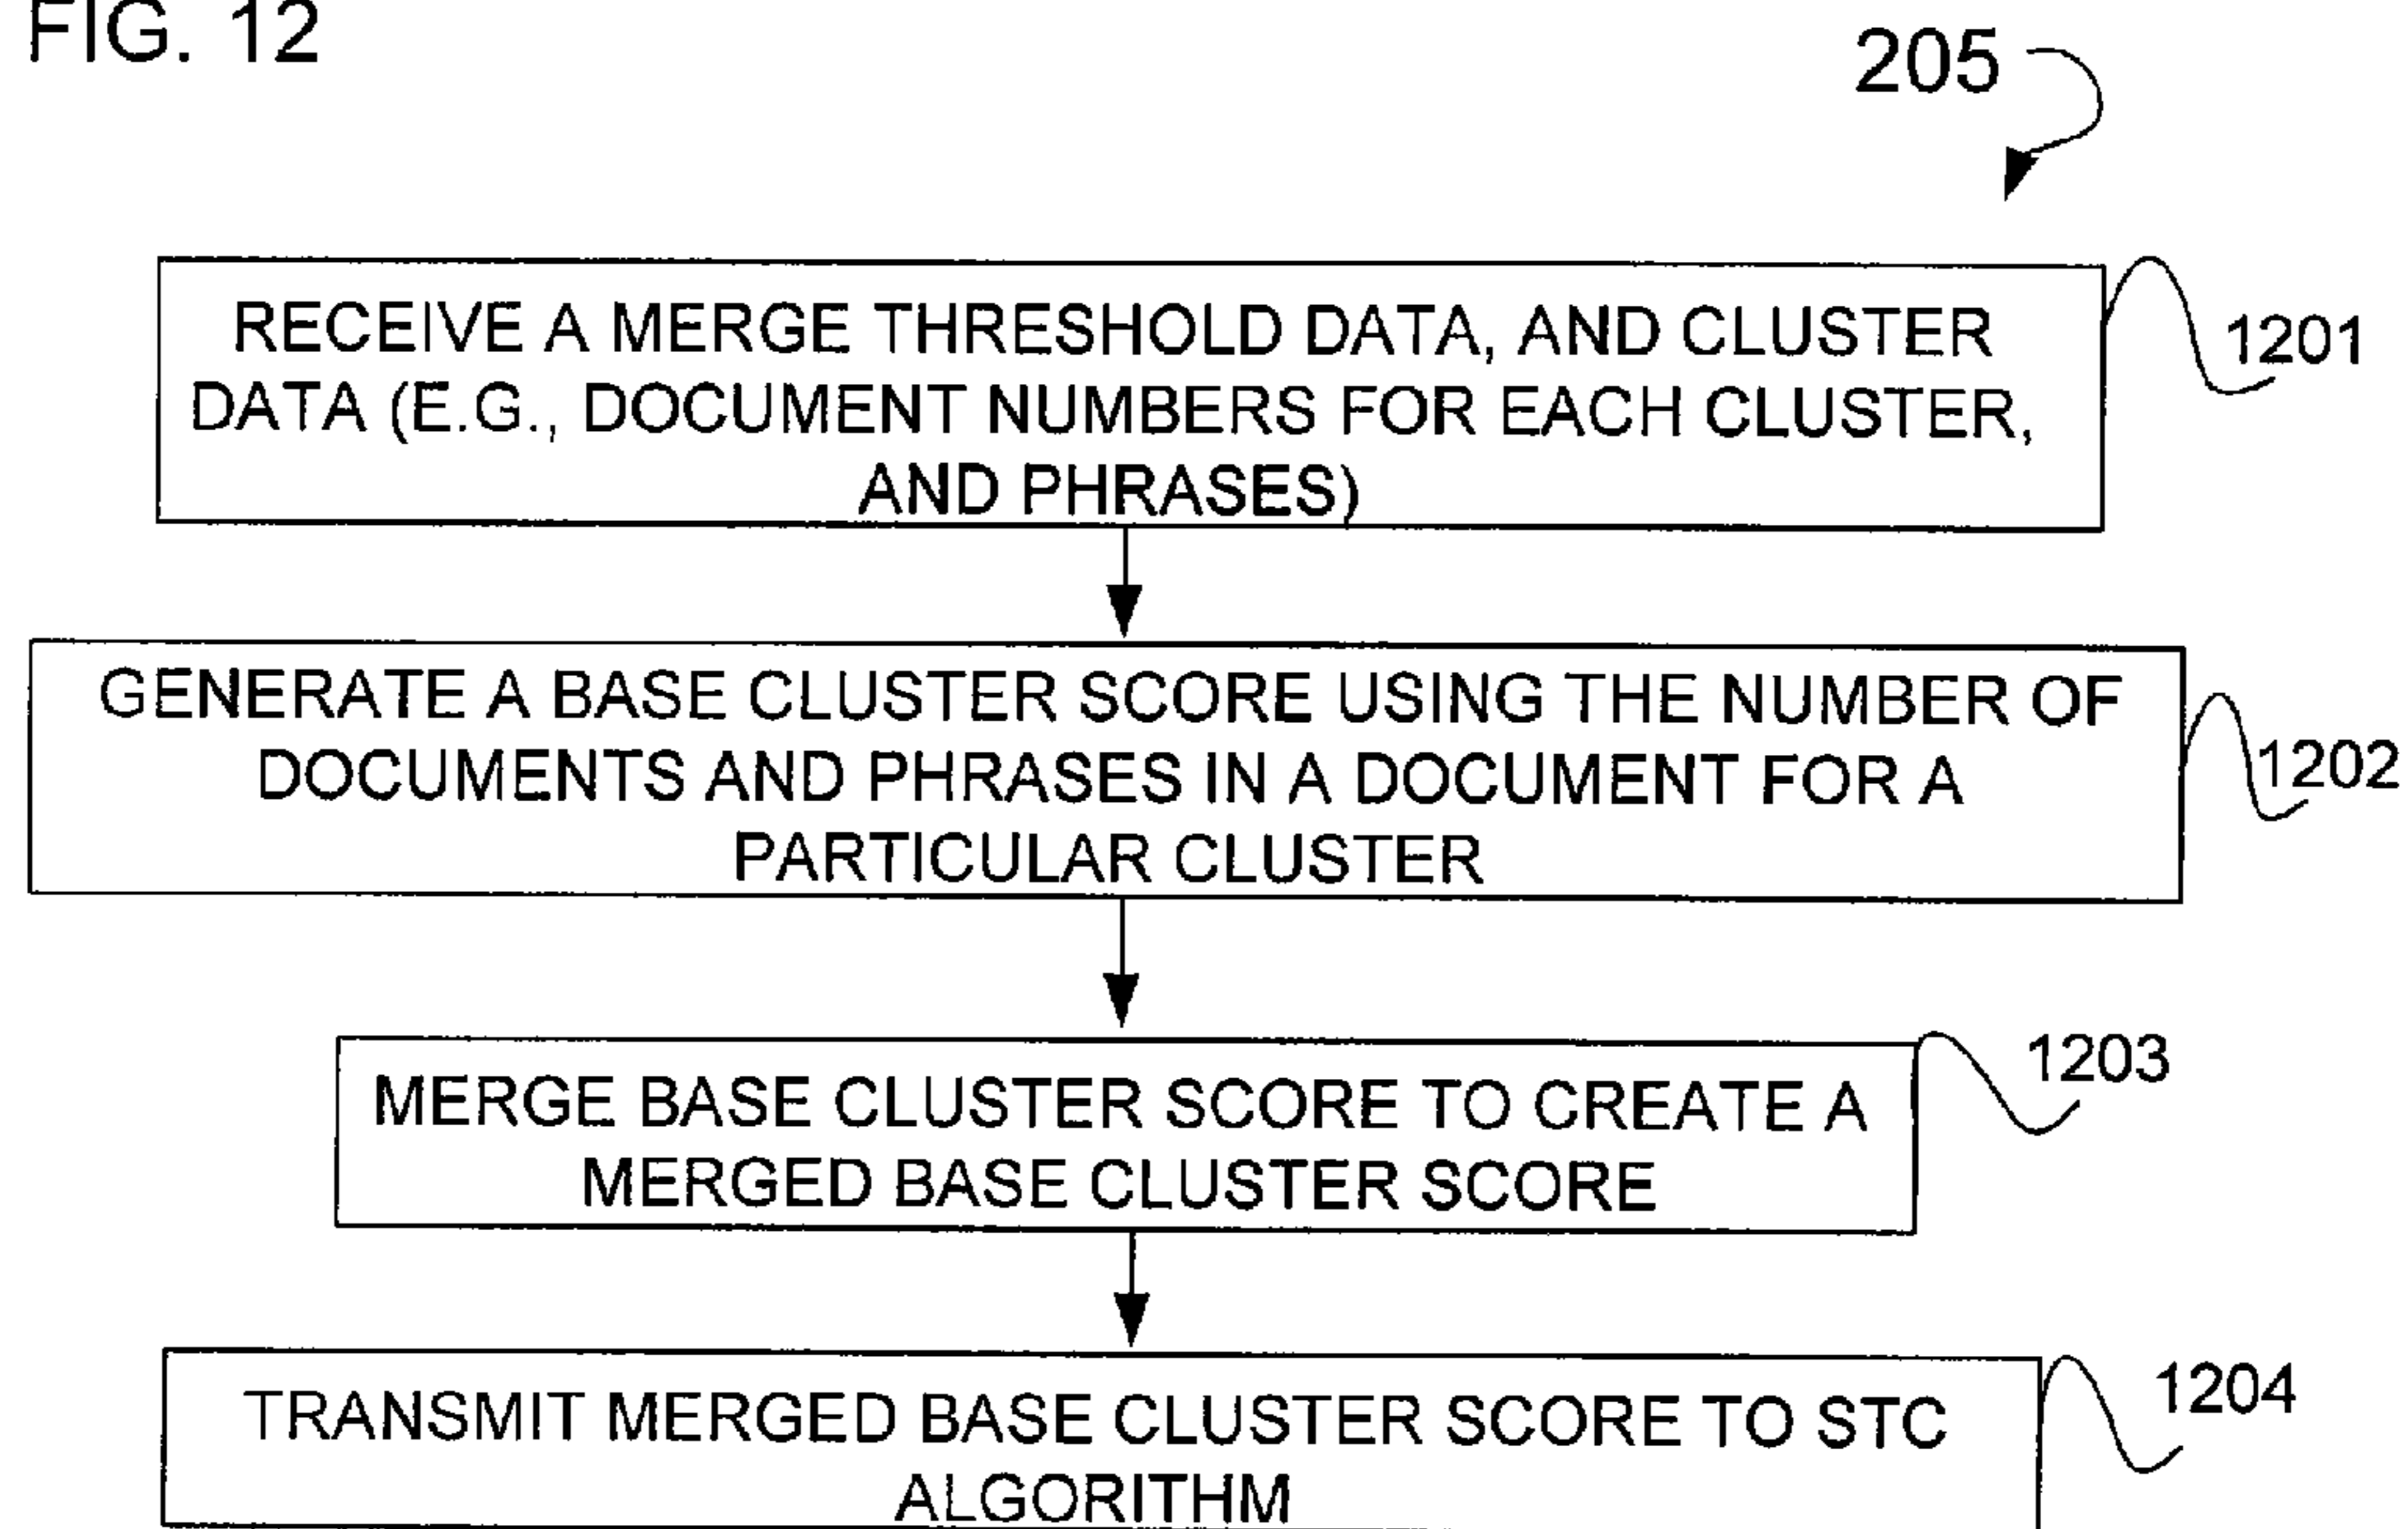 FIG. 12
205
RECEIVE A MERGE THRESHOLD DATA, AND CLUSTER
DATA (E.G., DOCUMENT NUMBERS FOR EACH CLUSTER,
AND PHRASES)
1201
GENERATE A BASE CLUSTER SCORE USING THE NUMBER OF
DOCUMENTS AND PHRASES IN A DOCUMENT FOR A
PARTICULAR CLUSTER
1202
MERGE BASE CLUSTER SCORE TO CREATE A
MERGED BASE CLUSTER SCORE
1203
TRANSMIT MERGED BASE CLUSTER SCORE TO STC
ALGORITHM
1204